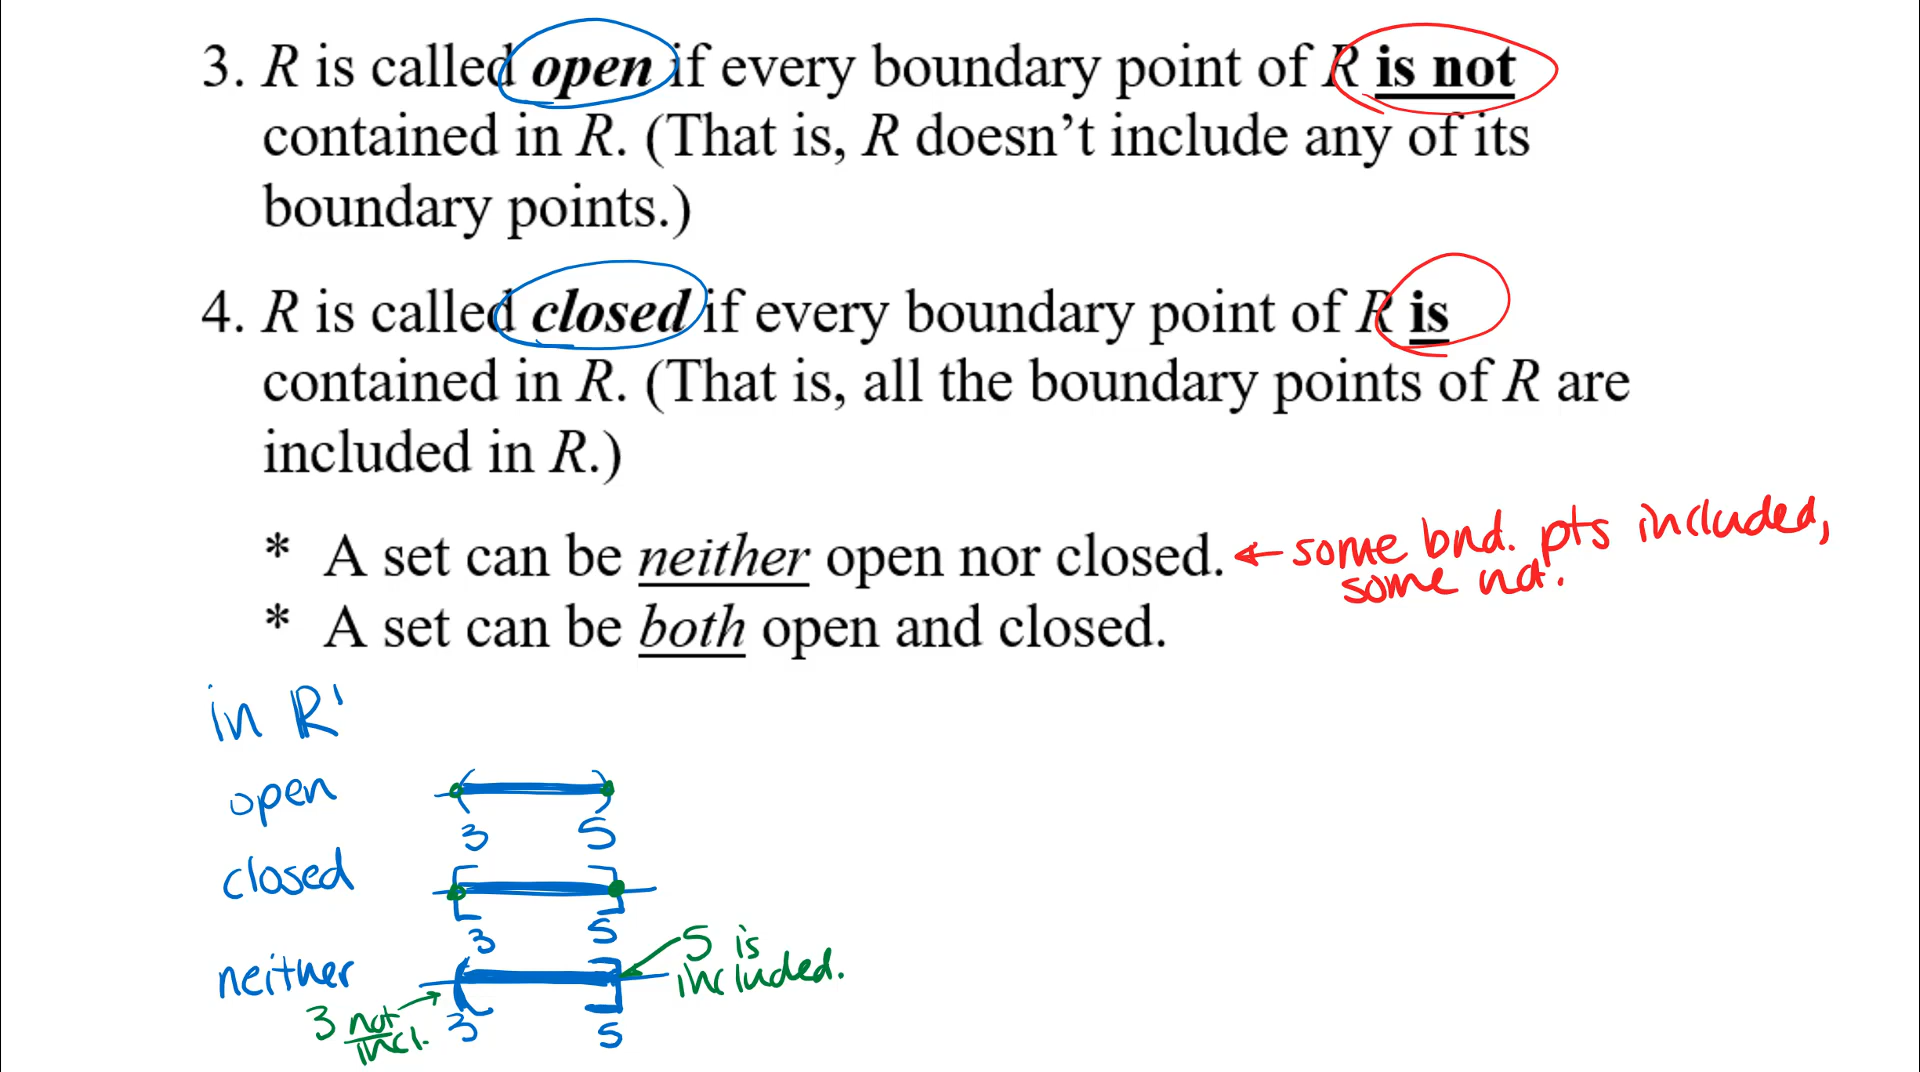 3. R is called open if every boundary point of R is not
contained in R. (That is, R doesn’t include any of its
boundary points.)
4. R is called closed if every boundary point of R is
contained in R. (That is, all the boundary points of R are
included in R.)
* A set can be neither open nor closed. ← some bnd. pts included,
some not.
* A set can be both open and closed.
in ℝ¹
open ( )
3 5
closed [ ]
3 5
neither ( ] 5 is
included.
3 not
incl. 3 5